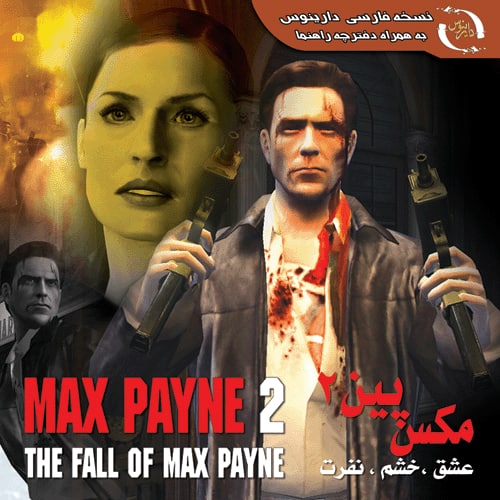 نسخه فارسی دارینوس
به همراه دفترچه راهنما
دارینوس
MAX PAYNE 2
THE FALL OF MAX PAYNE
مکس پین ۲
عشق ، خشم ، نفرت